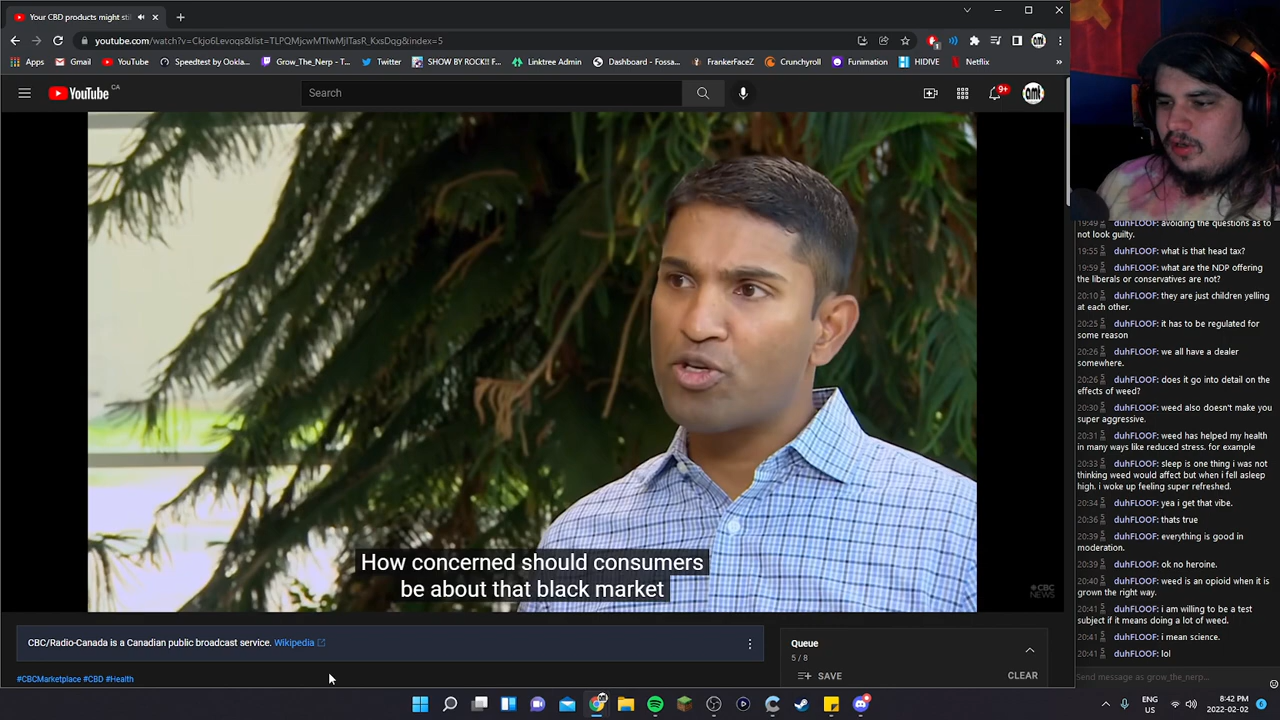 Your CBD products might sti
youtube.com/watch?v=Ckjo6Levoqs&list=TLPQMjcwMTIwMjITasR_KxsDqg&index=5
Apps Gmail YouTube Speedtest by Ookla... Grow_The_Nerp - T... Twitter SHOW BY ROCK!! F... Linktree Admin Dashboard - Fossa... FrankerFaceZ Crunchyroll Funimation HIDIVE Netflix »
YouTube CA
Search
9+
How concerned should consumers
be about that black market
CBC
NEWS
CBC/Radio-Canada is a Canadian public broadcast service. Wikipedia
#CBCMarketplace #CBD #Health
Queue
5 / 8
SAVE
CLEAR
19:49 duhFLOOF: avoiding the questions as to
not look guilty.
19:55 duhFLOOF: what is that head tax?
19:59 duhFLOOF: what are the NDP offering
the liberals or conservatives are not?
20:10 duhFLOOF: they are just children yelling
at each other.
20:25 duhFLOOF: it has to be regulated for
some reason
20:26 duhFLOOF: we all have a dealer
somewhere.
20:26 duhFLOOF: does it go into detail on the
effects of weed?
20:30 duhFLOOF: weed also doesn't make you
super aggressive.
20:31 duhFLOOF: weed has helped my health
in many ways like reduced stress. for example
20:33 duhFLOOF: sleep is one thing i was not
thinking weed would affect but when i fell asleep
high. i woke up feeling super refreshed.
20:34 duhFLOOF: yea i get that vibe.
20:36 duhFLOOF: thats true
20:39 duhFLOOF: everything is good in
moderation.
20:39 duhFLOOF: ok no heroine.
20:40 duhFLOOF: weed is an opioid when it is
grown the right way.
20:41 duhFLOOF: i am willing to be a test
subject if it means doing a lot of weed.
20:41 duhFLOOF: i mean science.
20:41 duhFLOOF: lol
Send message as grow_the_nerp...
ENG
US
8:42 PM
2022-02-02
6